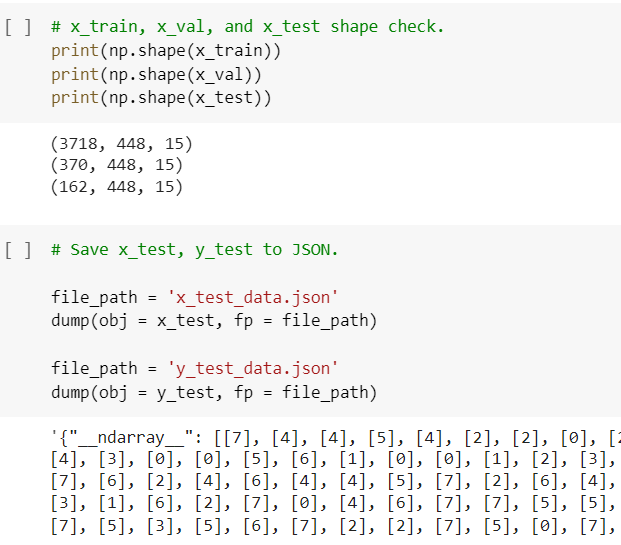 [ ] # x_train, x_val, and x_test shape check.
print(np.shape(x_train))
print(np.shape(x_val))
print(np.shape(x_test))
(3718, 448, 15)
(370, 448, 15)
(162, 448, 15)
[ ] # Save x_test, y_test to JSON.
file_path = 'x_test_data.json'
dump(obj = x_test, fp = file_path)
file_path = 'y_test_data.json'
dump(obj = y_test, fp = file_path)
'{"__ndarray__": [[7], [4], [4], [5], [4], [2], [2], [0], [2
[4], [3], [0], [0], [5], [6], [1], [0], [0], [1], [2], [3],
[7], [6], [2], [4], [6], [4], [4], [5], [7], [2], [6], [4],
[3], [1], [6], [2], [7], [0], [4], [6], [7], [7], [5], [5],
[7], [5], [3], [5], [6], [7], [2], [2], [7], [5], [0], [7],